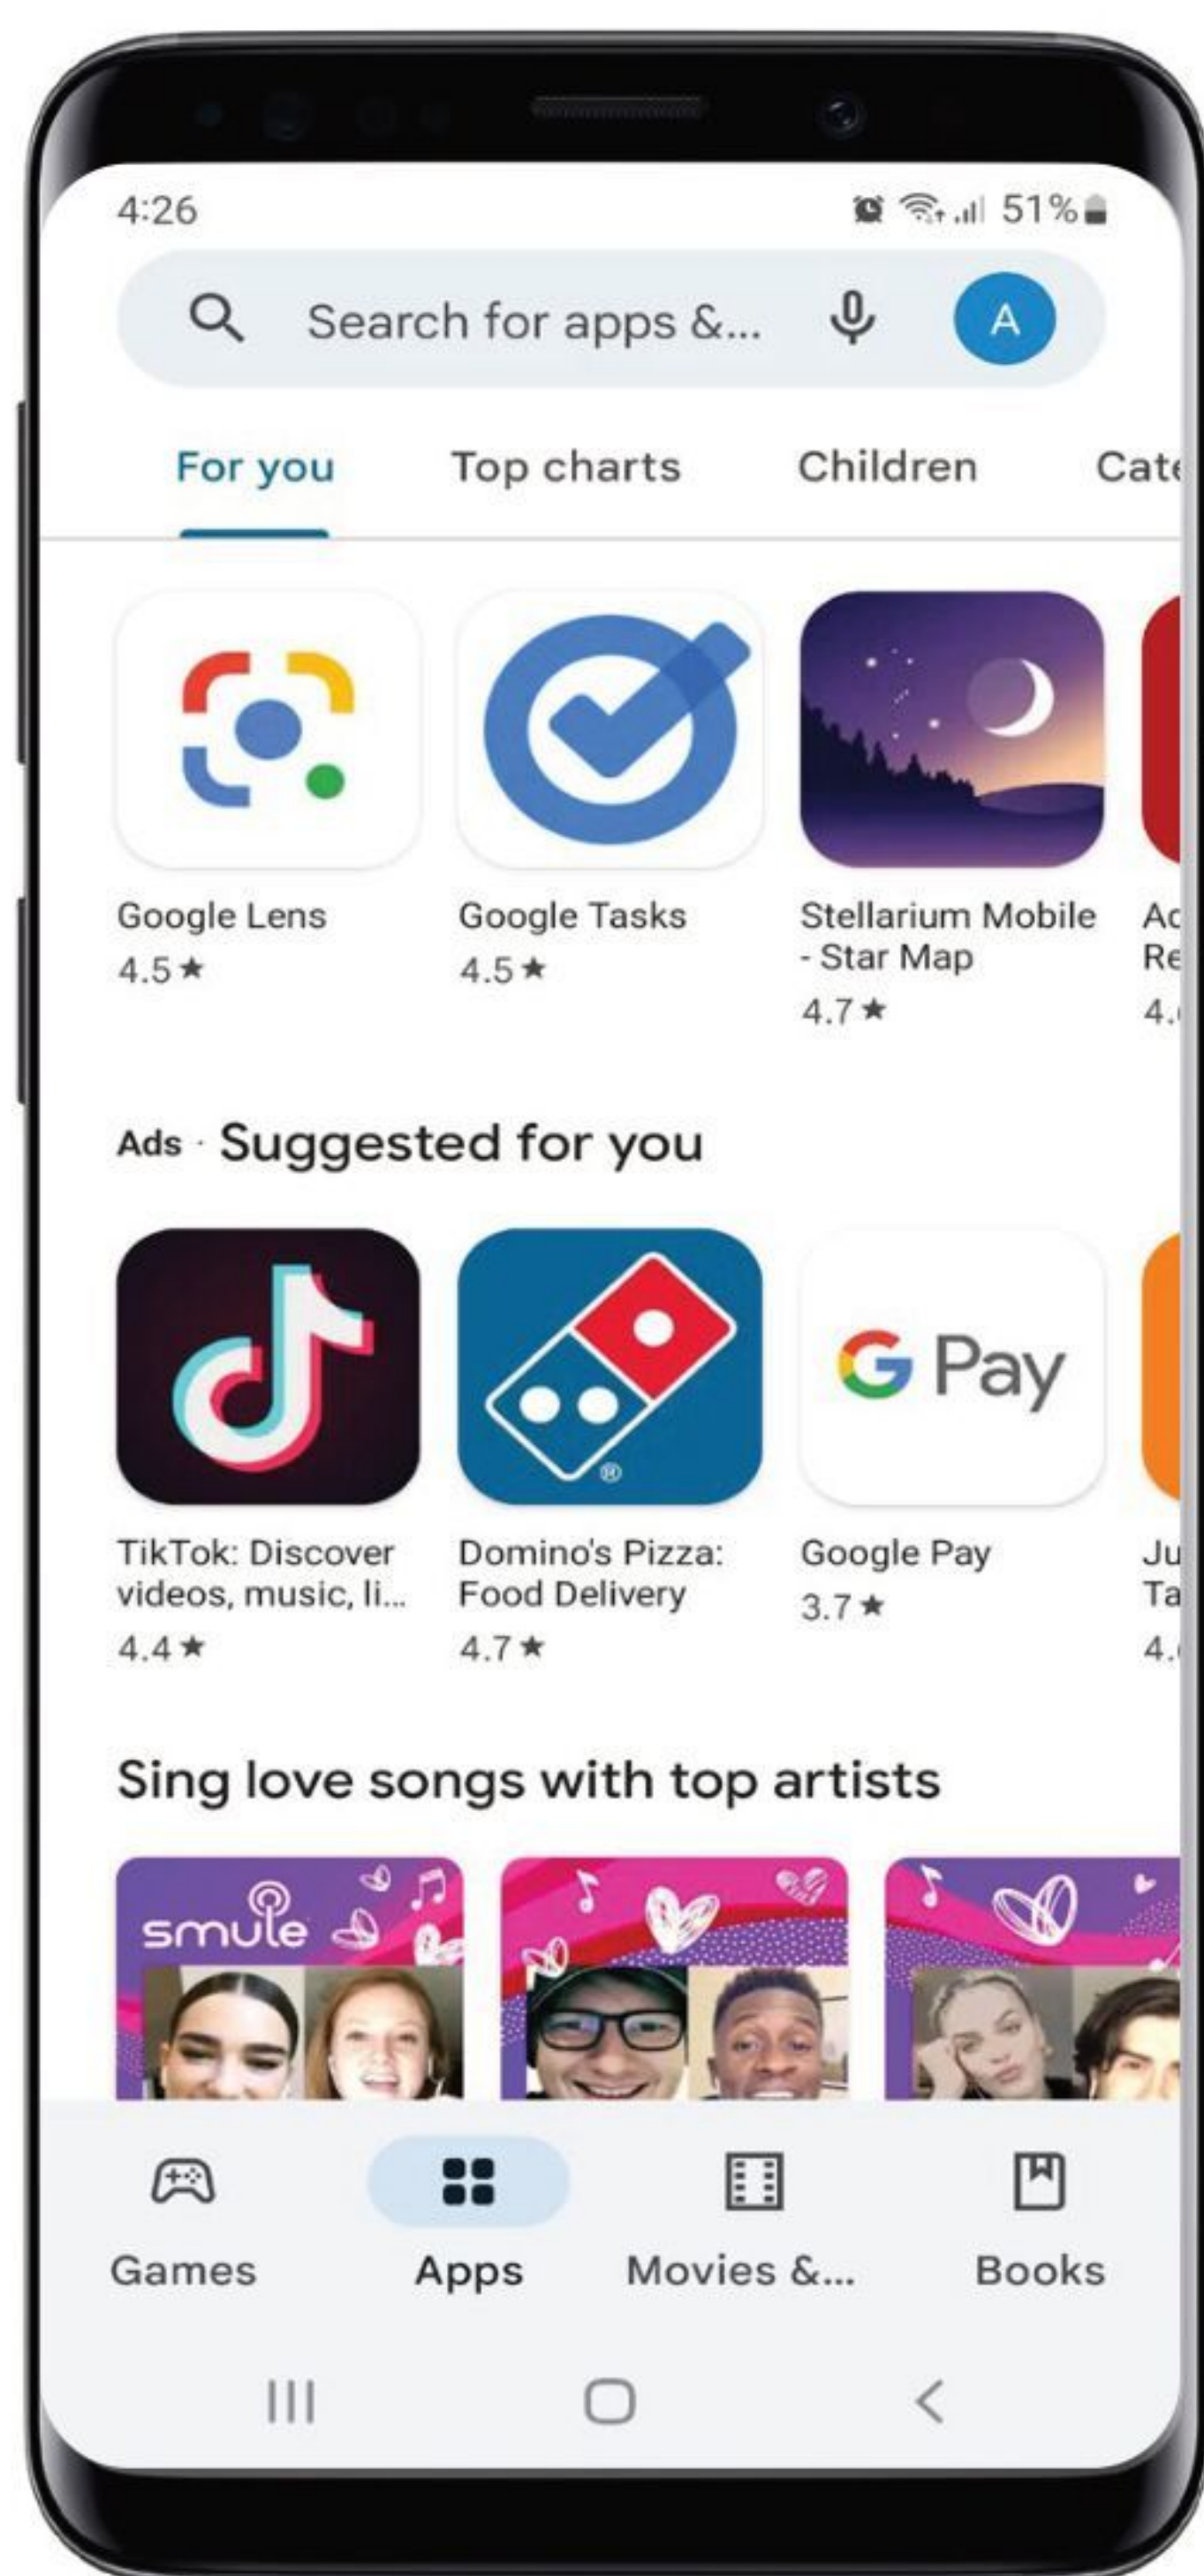 4:26
51%
Search for apps &...
A
For you
Top charts
Children
Google Lens
4.5★
Google Tasks
4.5★
Stellarium Mobile
- Star Map
4.7★
Ads · Suggested for you
G Pay
TikTok: Discover
videos, music, li...
4.4★
Domino's Pizza:
Food Delivery
4.7★
Google Pay
3.7★
Sing love songs with top artists
smule
Games
Apps
Movies &...
Books